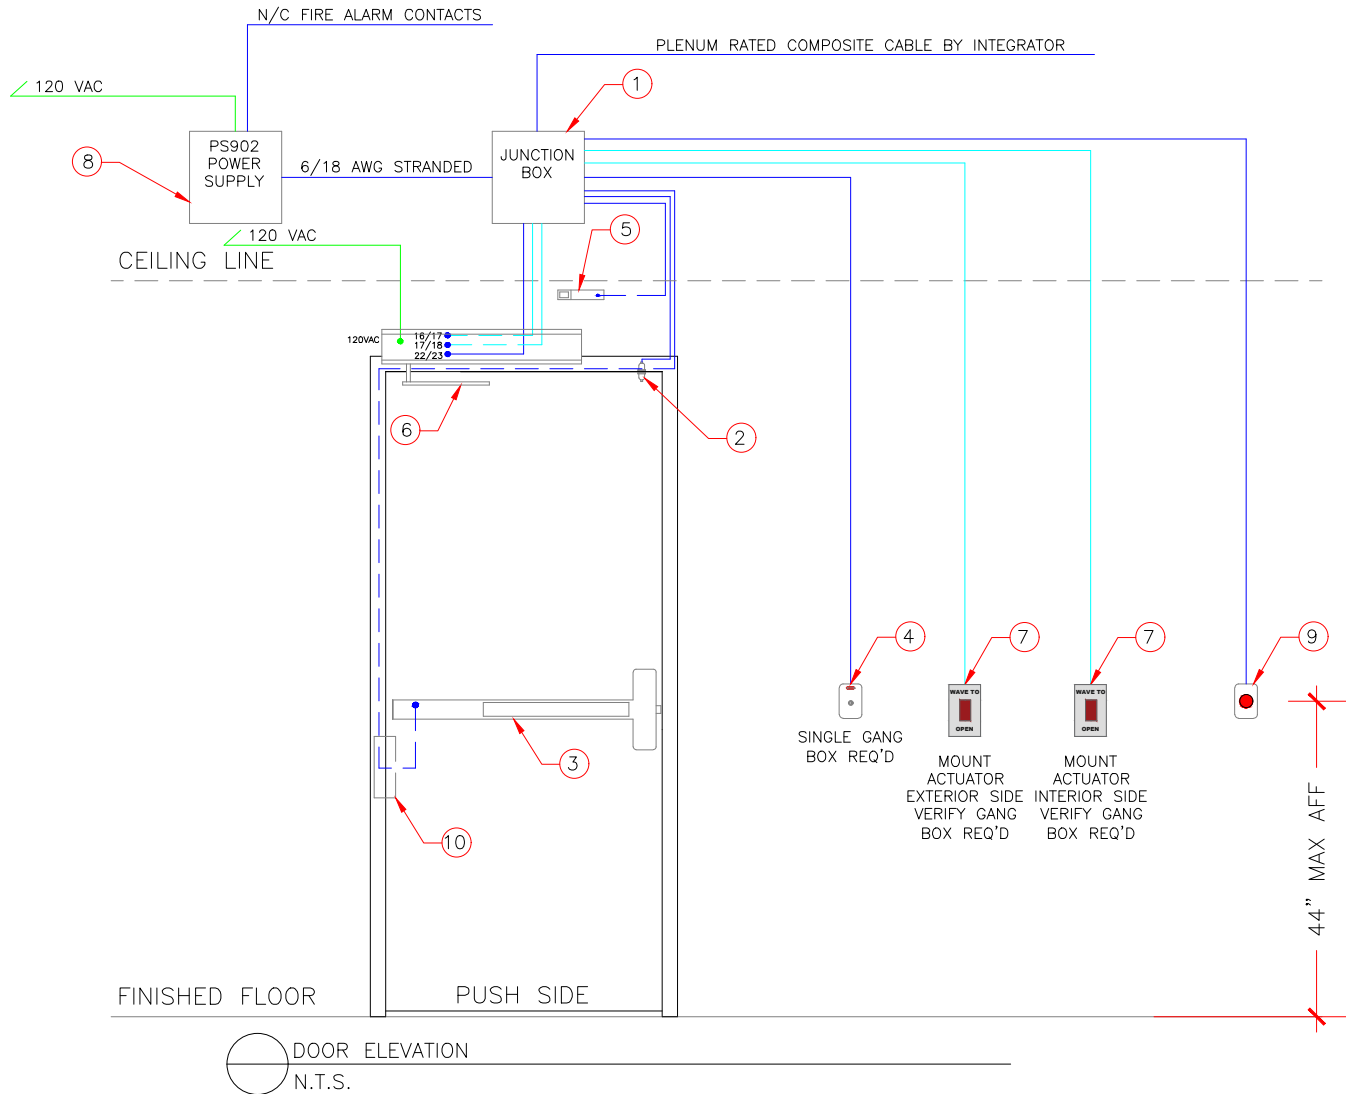 N/C FIRE ALARM CONTACTS
PLENUM RATED COMPOSITE CABLE BY INTEGRATOR
120 VAC
1
PS902
POWER
SUPPLY
8
6/18 AWG STRANDED
JUNCTION
BOX
120 VAC
5
CEILING LINE
120VAC
16/17
17/18
22/23
6
2
4
7
7
9
WAVE TO
OPEN
WAVE TO
OPEN
SINGLE GANG
BOX REQ'D
3
MOUNT
ACTUATOR
EXTERIOR SIDE
VERIFY GANG
BOX REQ'D
MOUNT
ACTUATOR
INTERIOR SIDE
VERIFY GANG
BOX REQ'D
10
44" MAX AFF
FINISHED FLOOR
PUSH SIDE
DOOR ELEVATION
N.T.S.